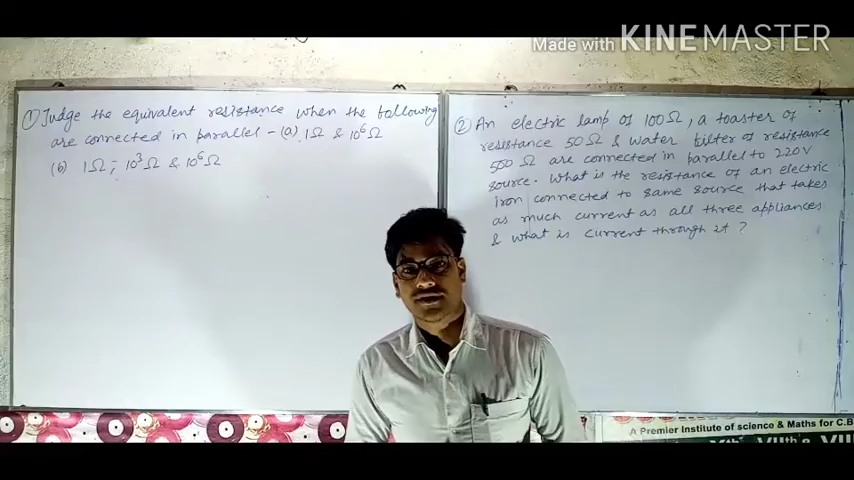 Made with KINEMASTER
① Judge the equivalent resistance when the following
are connected in parallel - (a) 1Ω & 10⁶Ω
(b) 1Ω, 10³Ω & 10⁶Ω
② An electric lamp of 100Ω, a toaster of
resistance 50Ω & water filter of resistance
500 Ω are connected in parallel to 220V
source. What is the resistance of an electric
iron connected to same source that takes
as much current as all three appliances
& what is current through it ?
A Premier Institute of science & Maths for C.B
VIIth &